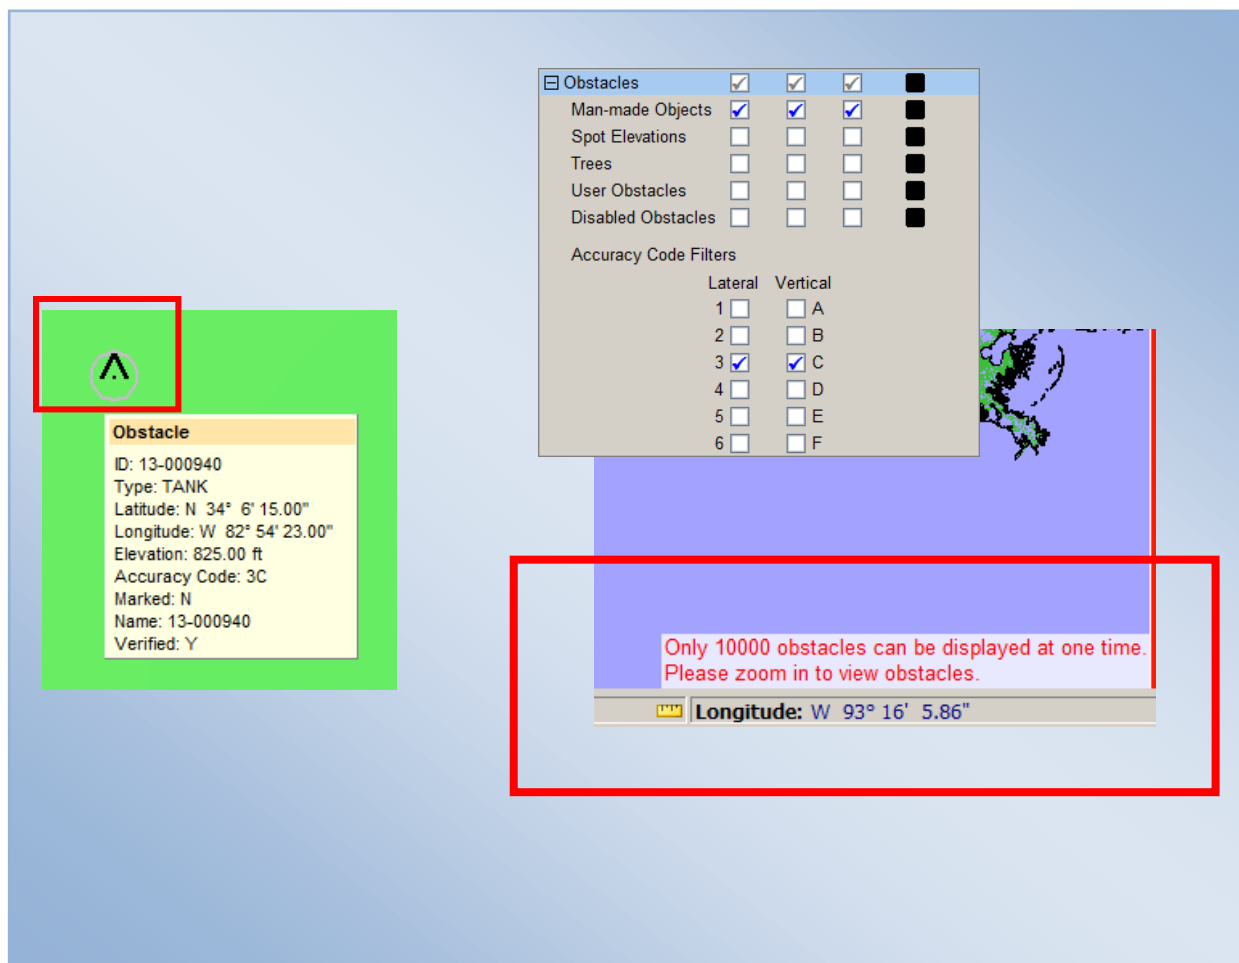 Obstacles
Man-made Objects
Spot Elevations
Trees
User Obstacles
Disabled Obstacles
Accuracy Code Filters
Lateral Vertical
1 A
2 B
3 C
4 D
5 E
6 F
Obstacle
ID: 13-000940
Type: TANK
Latitude: N 34° 6' 15.00"
Longitude: W 82° 54' 23.00"
Elevation: 825.00 ft
Accuracy Code: 3C
Marked: N
Name: 13-000940
Verified: Y
Only 10000 obstacles can be displayed at one time.
Please zoom in to view obstacles.
Longitude: W 93° 16' 5.86"